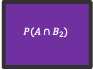 P(A ∩ B₂)